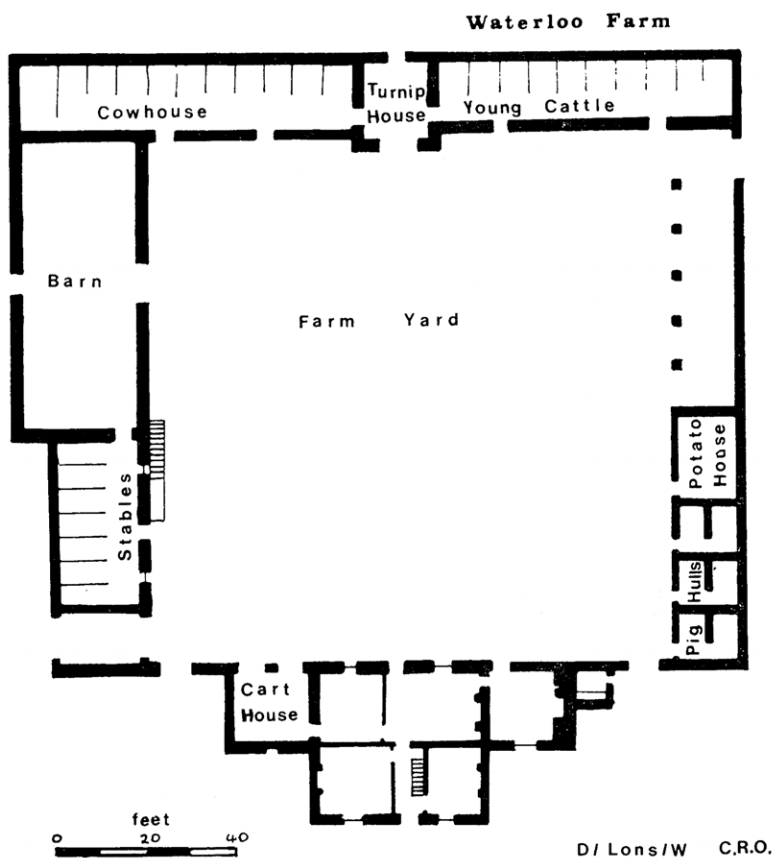 Waterloo Farm
Cowhouse
Turnip
House
Young Cattle
Barn
Farm Yard
Potato
House
Stables
Hulls
Pig
Cart
House
feet
0 20 40
D/ Lons/W C.R.O.